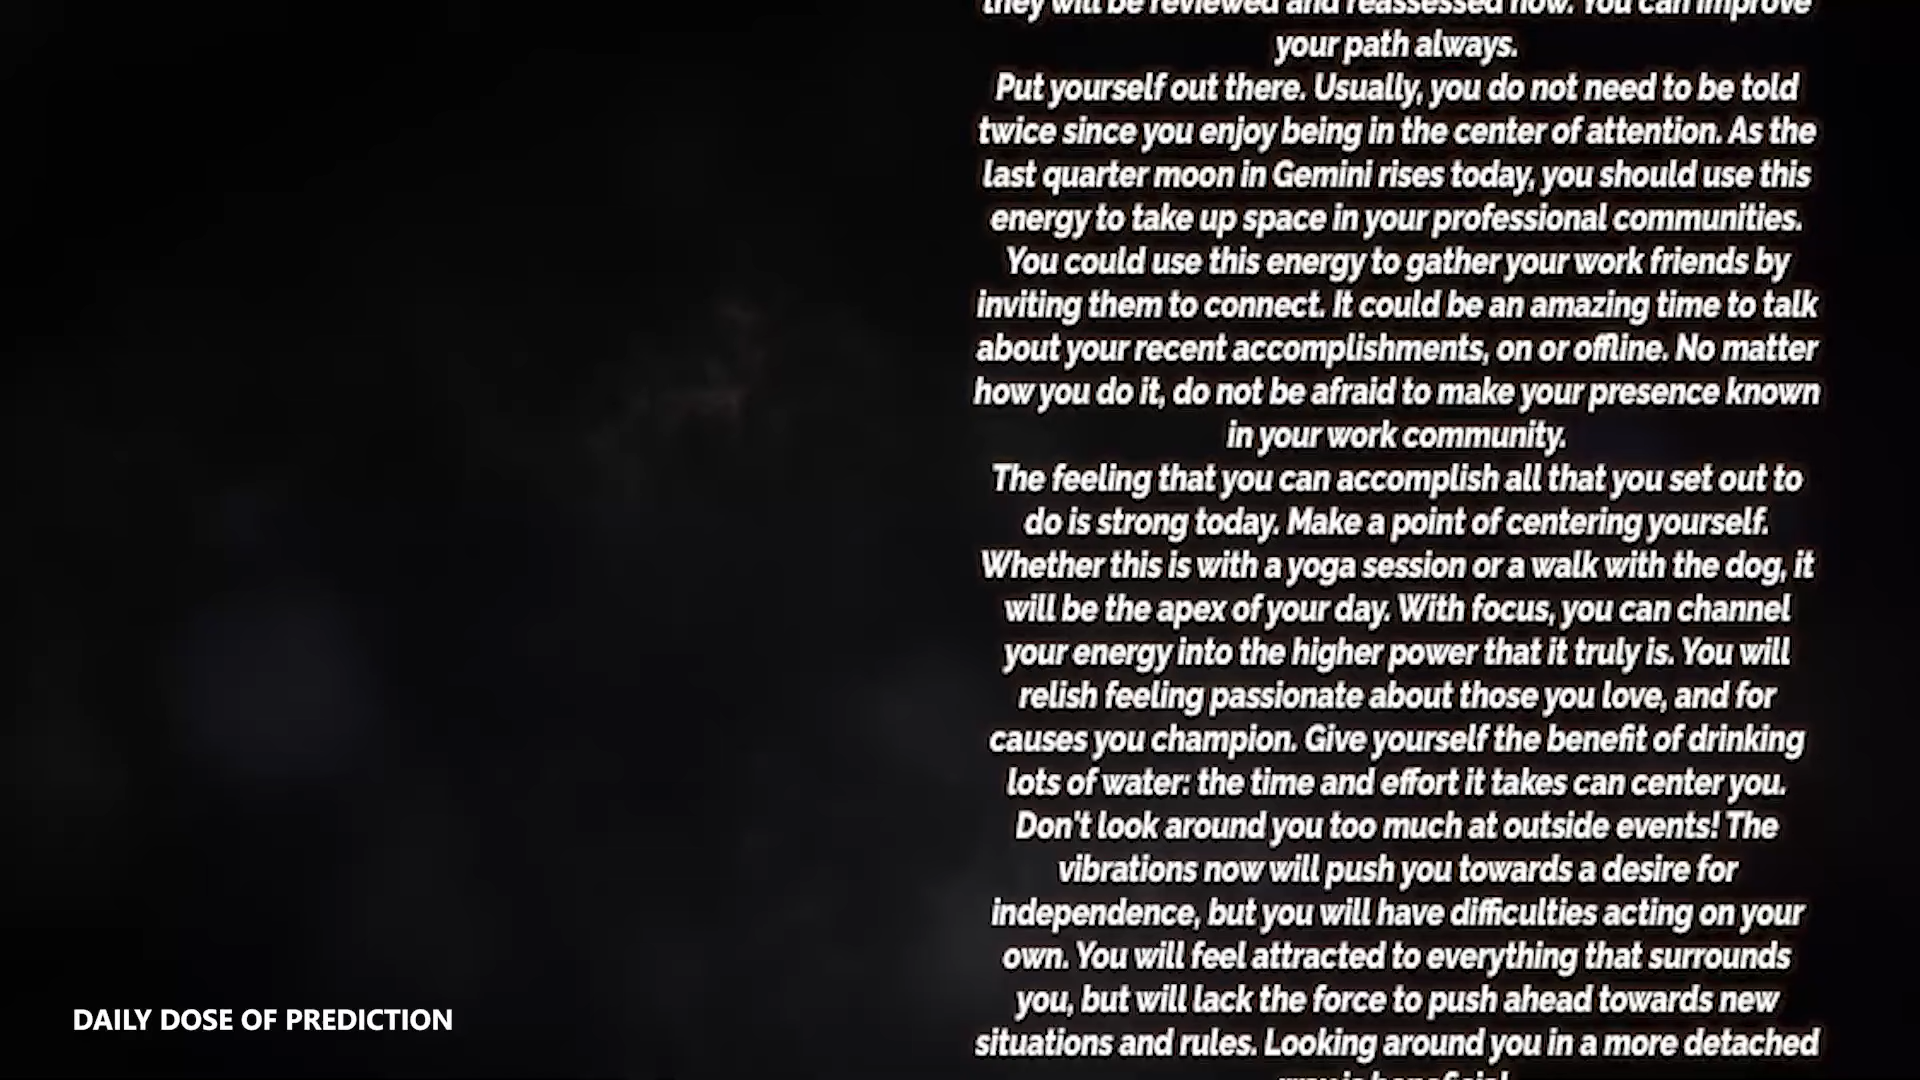 they will be reviewed and reassessed now. You can improve
your path always.
Put yourself out there. Usually, you do not need to be told
twice since you enjoy being in the center of attention. As the
last quarter moon in Gemini rises today, you should use this
energy to take up space in your professional communities.
You could use this energy to gather your work friends by
inviting them to connect. It could be an amazing time to talk
about your recent accomplishments, on or offline. No matter
how you do it, do not be afraid to make your presence known
in your work community.
The feeling that you can accomplish all that you set out to
do is strong today. Make a point of centering yourself.
Whether this is with a yoga session or a walk with the dog, it
will be the apex of your day. With focus, you can channel
your energy into the higher power that it truly is. You will
relish feeling passionate about those you love, and for
causes you champion. Give yourself the benefit of drinking
lots of water: the time and effort it takes can center you.
Don't look around you too much at outside events! The
vibrations now will push you towards a desire for
independence, but you will have difficulties acting on your
own. You will feel attracted to everything that surrounds
you, but will lack the force to push ahead towards new
situations and rules. Looking around you in a more detached
DAILY DOSE OF PREDICTION